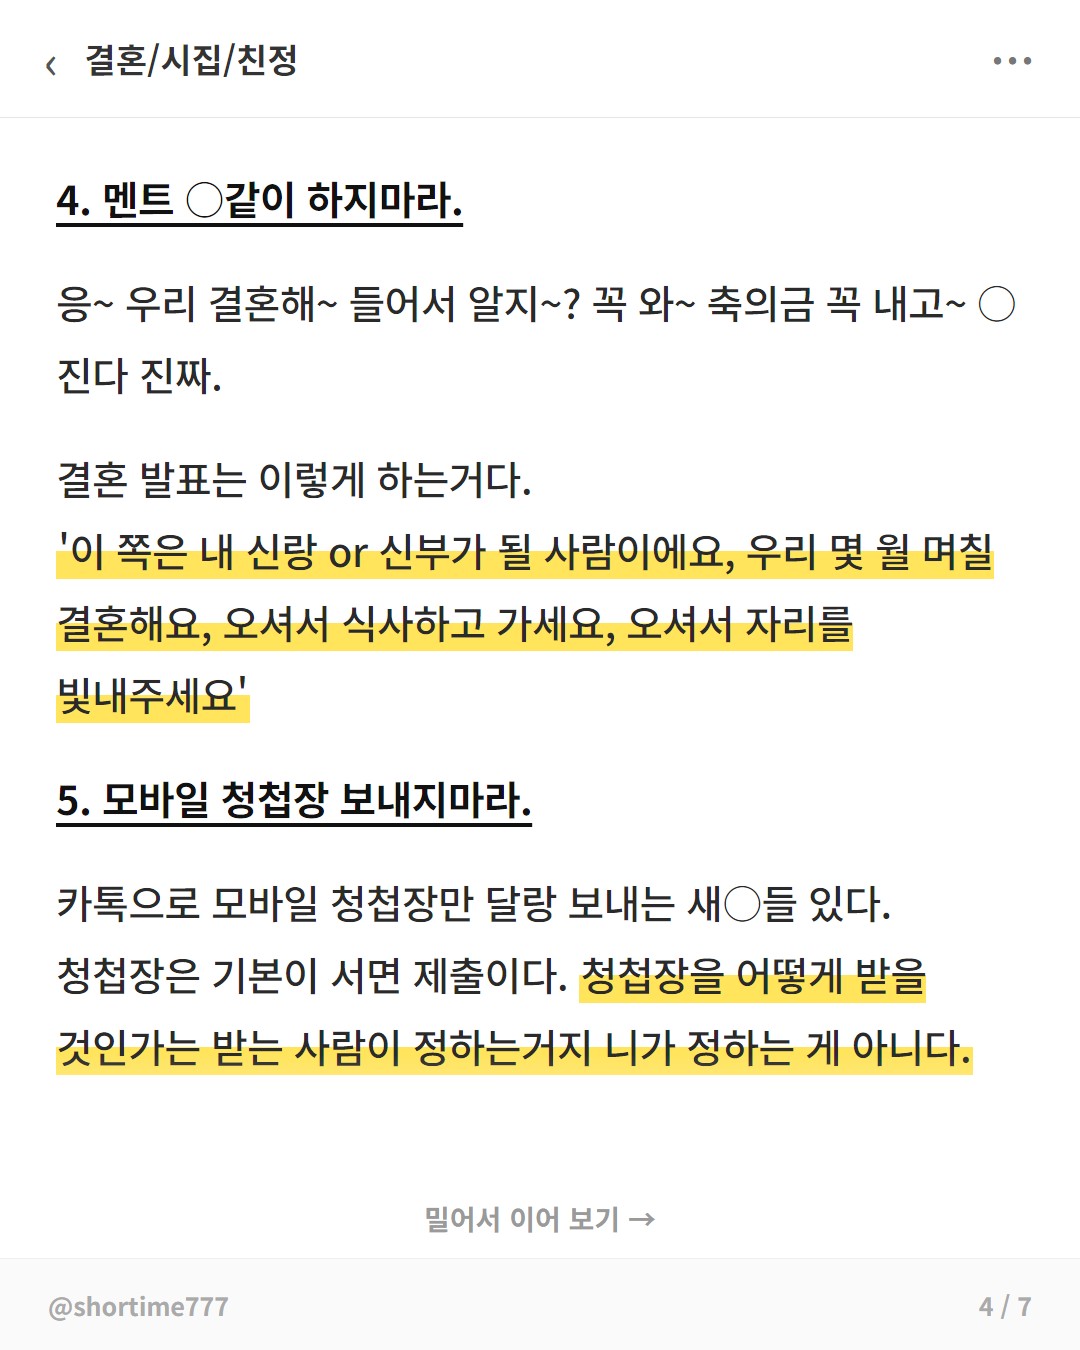 ‹ 결혼/시집/친정 •••
4. 멘트 ◯같이 하지마라.
응~ 우리 결혼해~ 들어서 알지~? 꼭 와~ 축의금 꼭 내고~ ◯
진다 진짜.
결혼 발표는 이렇게 하는거다.
'이 쪽은 내 신랑 or 신부가 될 사람이에요, 우리 몇 월 며칠
결혼해요, 오셔서 식사하고 가세요, 오셔서 자리를
빛내주세요'
5. 모바일 청첩장 보내지마라.
카톡으로 모바일 청첩장만 달랑 보내는 새◯들 있다.
청첩장은 기본이 서면 제출이다. 청첩장을 어떻게 받을
것인가는 받는 사람이 정하는거지 니가 정하는 게 아니다.
밀어서 이어 보기 →
@shortime777 4 / 7